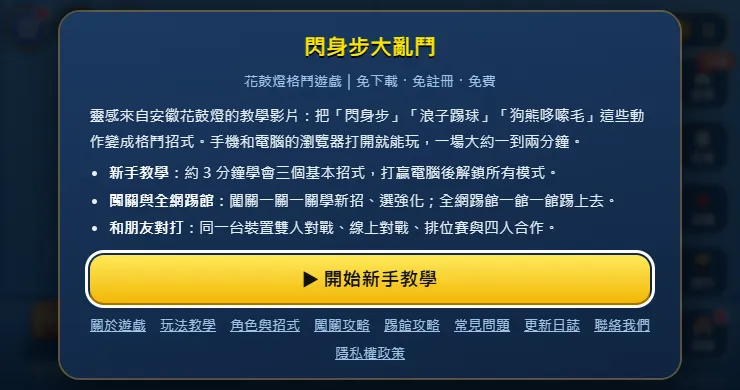 閃身步大亂鬥
花鼓燈格鬥遊戲 | 免下載・免註冊・免費
靈感來自安徽花鼓燈的教學影片：把「閃身步」「浪子踢球」「狗熊哆嗦毛」這些動
作變成格鬥招式。手機和電腦的瀏覽器打開就能玩，一場大約一到兩分鐘。
• 新手教學：約 3 分鐘學會三個基本招式，打贏電腦後解鎖所有模式。
• 闖關與全網踢館：闖關一關一關學新招、選強化；全網踢館一館一館踢上去。
• 和朋友對打：同一台裝置雙人對戰、線上對戰、排位賽與四人合作。
▶ 開始新手教學
關於遊戲 玩法教學 角色與招式 闖關攻略 踢館攻略 常見問題 更新日誌 聯絡我們
隱私權政策